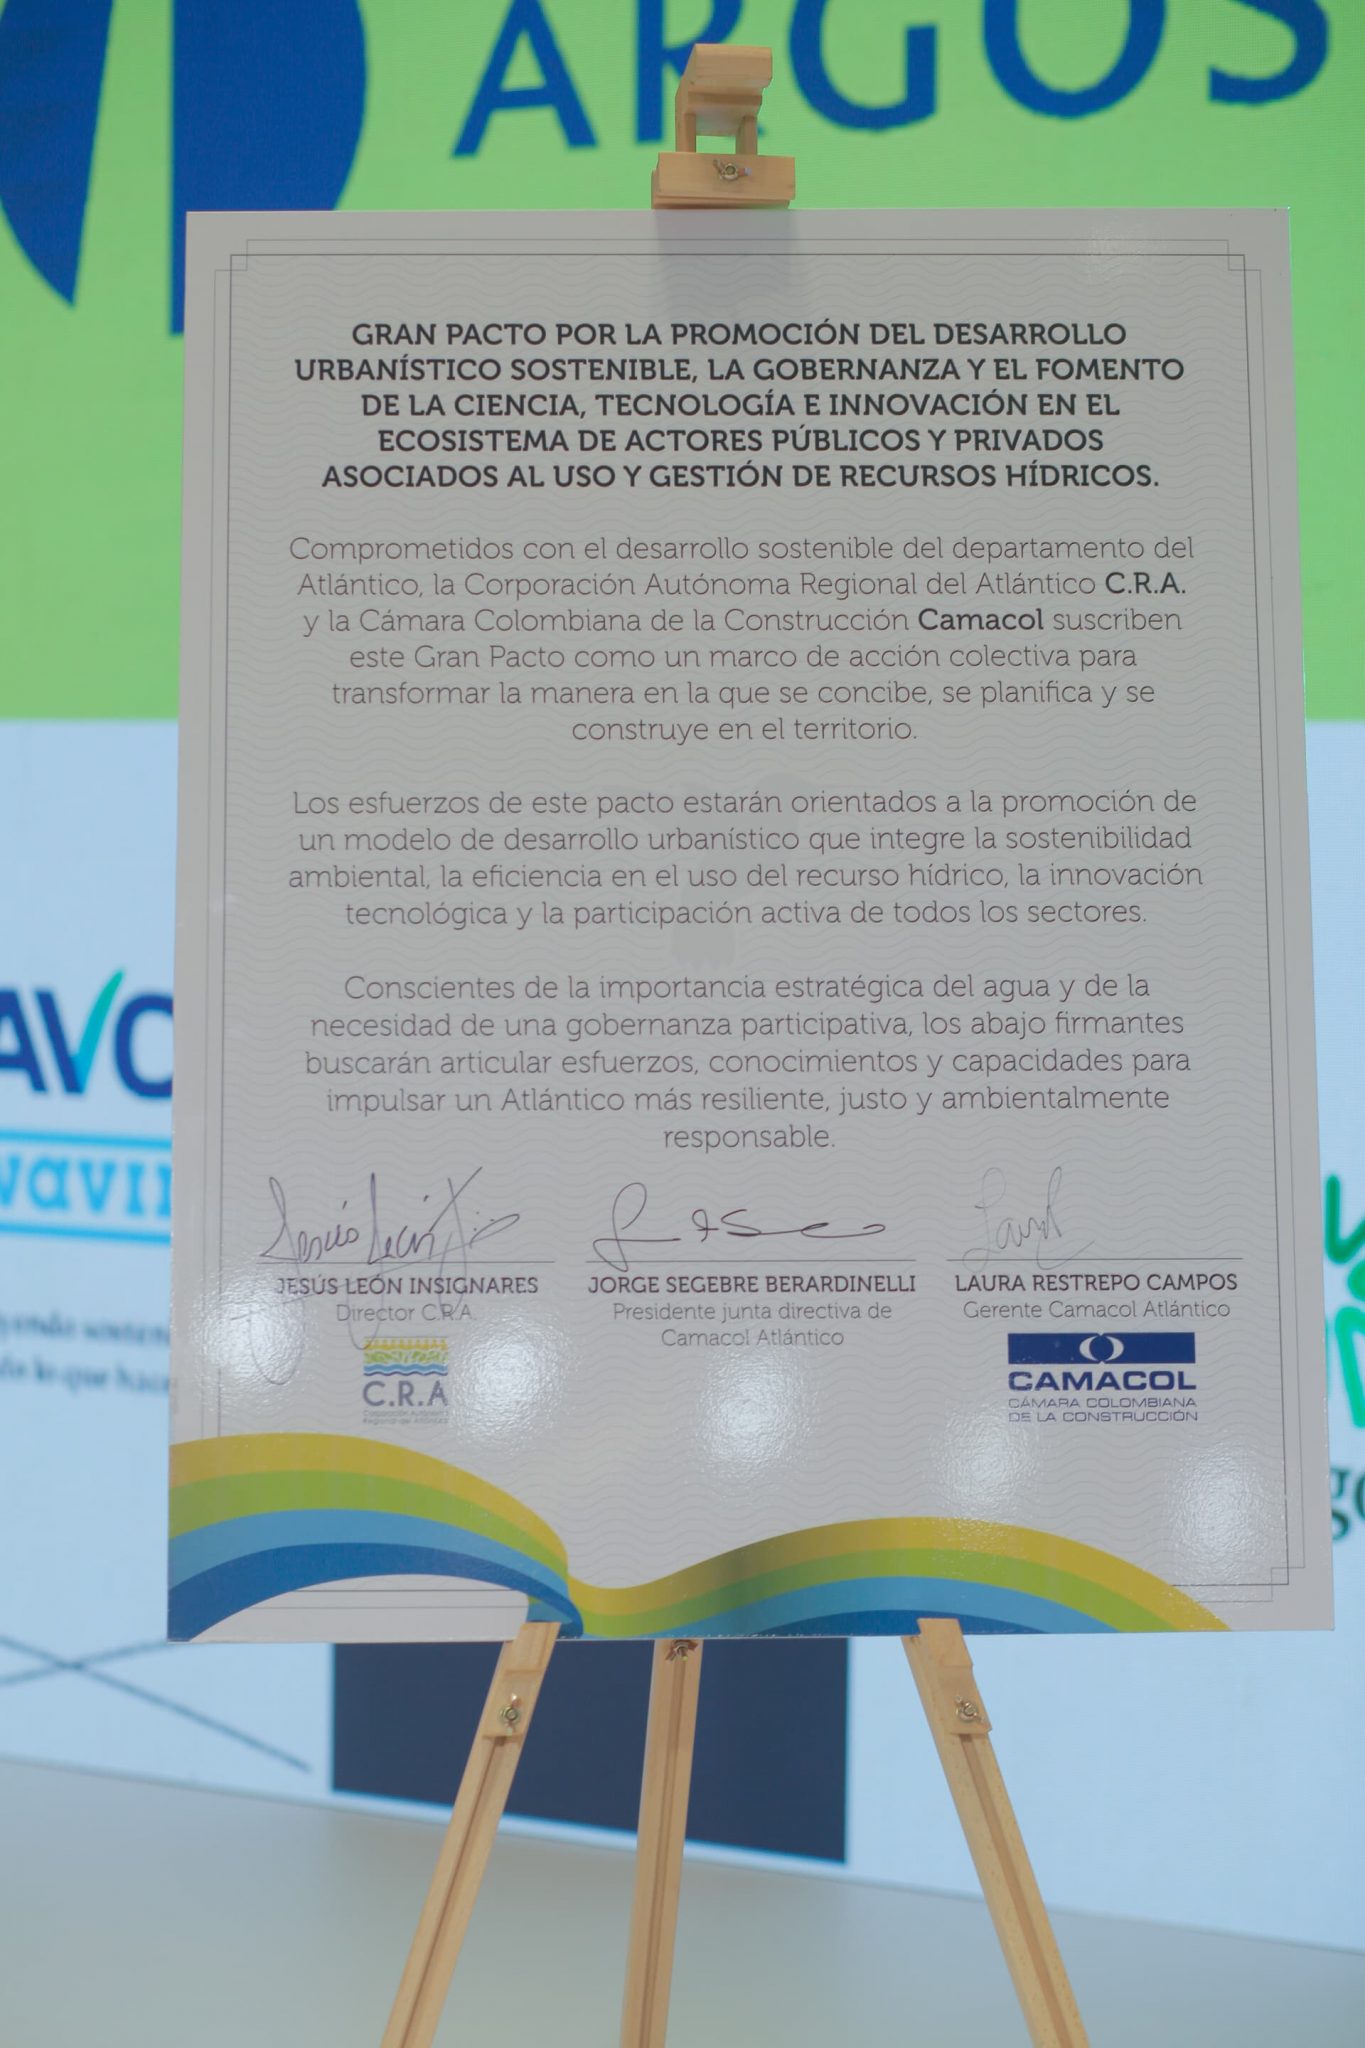 ARGOS
GRAN PACTO POR LA PROMOCIÓN DEL DESARROLLO
URBANÍSTICO SOSTENIBLE, LA GOBERNANZA Y EL FOMENTO
DE LA CIENCIA, TECNOLOGÍA E INNOVACIÓN EN EL
ECOSISTEMA DE ACTORES PÚBLICOS Y PRIVADOS
ASOCIADOS AL USO Y GESTIÓN DE RECURSOS HÍDRICOS.
Comprometidos con el desarrollo sostenible del departamento del
Atlántico, la Corporación Autónoma Regional del Atlántico C.R.A.
y la Cámara Colombiana de la Construcción Camacol suscriben
este Gran Pacto como un marco de acción colectiva para
transformar la manera en la que se concibe, se planifica y se
construye en el territorio.
Los esfuerzos de este pacto estarán orientados a la promoción de
un modelo de desarrollo urbanístico que integre la sostenibilidad
ambiental, la eficiencia en el uso del recurso hídrico, la innovación
tecnológica y la participación activa de todos los sectores.
Conscientes de la importancia estratégica del agua y de la
necesidad de una gobernanza participativa, los abajo firmantes
buscarán articular esfuerzos, conocimientos y capacidades para
impulsar un Atlántico más resiliente, justo y ambientalmente
responsable.
JESÚS LEÓN INSIGNARES
Director C.R.A.
C.R.A
Corporación Autónoma
Regional del Atlántico
JORGE SEGEBRE BERARDINELLI
Presidente junta directiva de
Camacol Atlántico
LAURA RESTREPO CAMPOS
Gerente Camacol Atlántico
CAMACOL
CÁMARA COLOMBIANA
DE LA CONSTRUCCIÓN